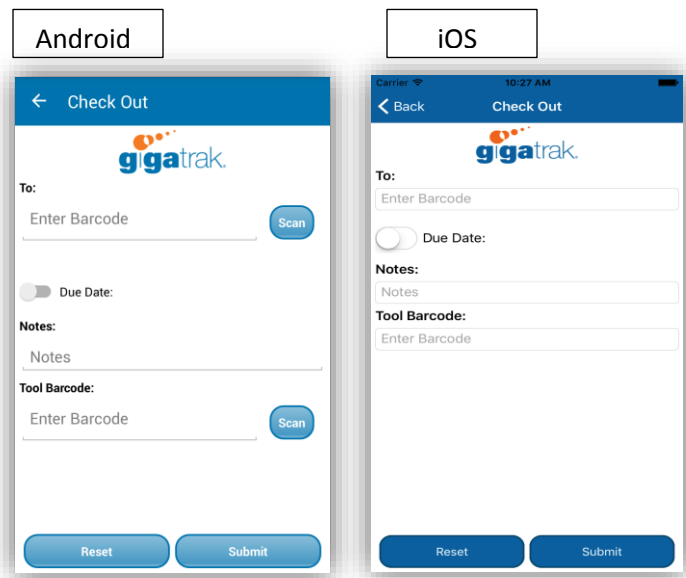 Android
← Check Out
gigatrak.
To:
Enter Barcode
Scan
Due Date:
Notes:
Notes
Tool Barcode:
Enter Barcode
Scan
Reset
Submit
iOS
Carrier 10:27 AM
Back Check Out
gigatrak.
To:
Enter Barcode
Due Date:
Notes:
Notes
Tool Barcode:
Enter Barcode
Reset
Submit